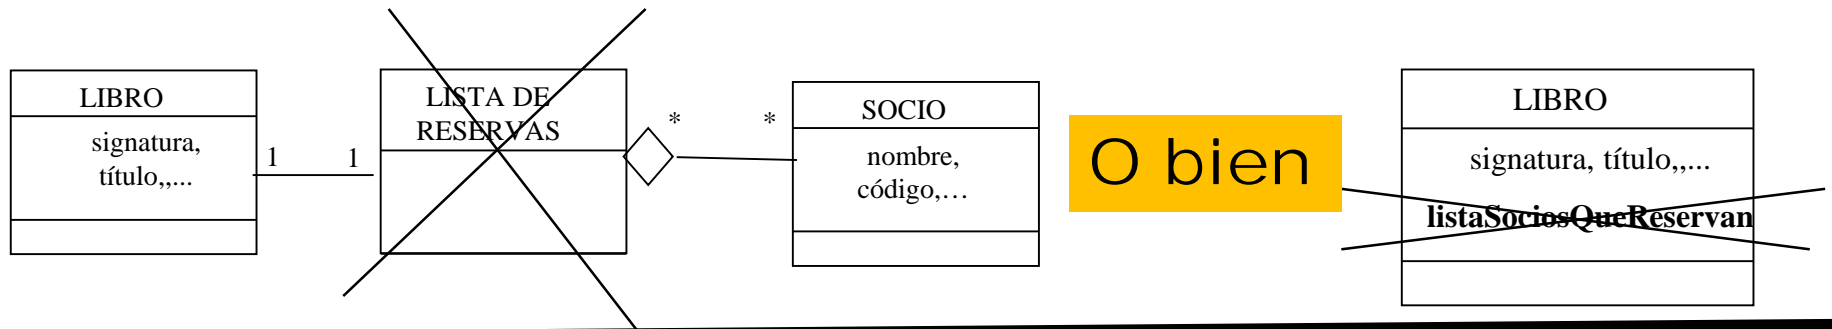 LIBRO
signatura,
título,,...
1
1
LISTA DE
RESERVAS
*
*
SOCIO
nombre,
código,…
O bien
LIBRO
signatura, título,,...
listaSociosQueReservan